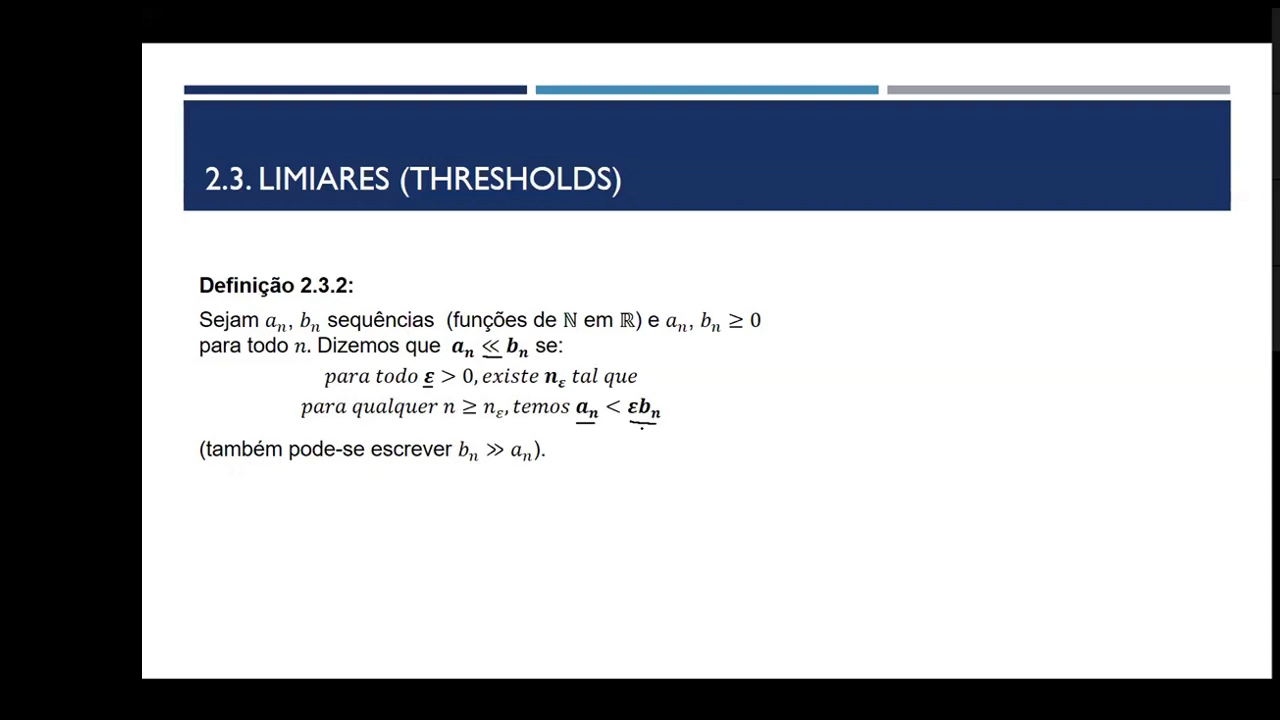 2.3. LIMIARES (THRESHOLDS)
Definição 2.3.2:
Sejam aₙ, bₙ sequências (funções de ℕ em ℝ) e aₙ, bₙ ≥ 0
para todo n. Dizemos que aₙ ≪ bₙ se:
para todo ε > 0, existe n_ε tal que
para qualquer n ≥ n_ε, temos aₙ < εbₙ
(também pode-se escrever bₙ ≫ aₙ).